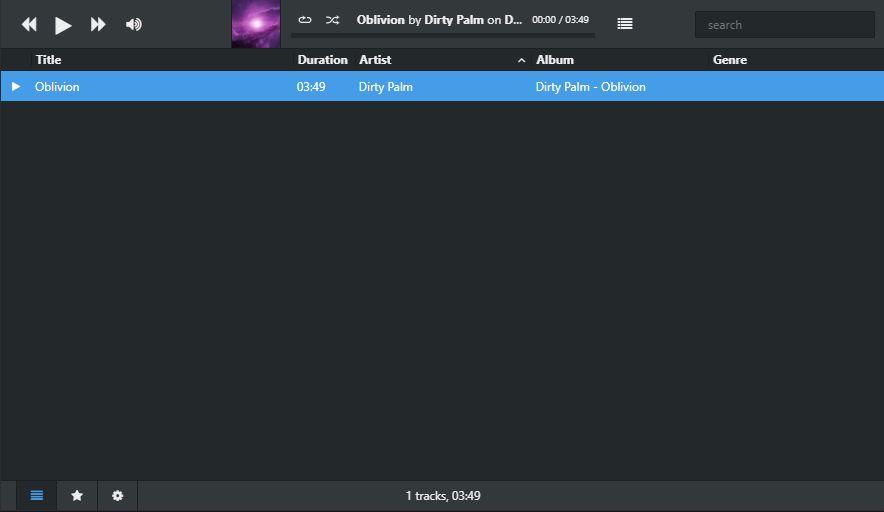 Oblivion by Dirty Palm on D... 00:00 / 03:49
search
Title Duration Artist Album Genre
Oblivion 03:49 Dirty Palm Dirty Palm - Oblivion
1 tracks, 03:49